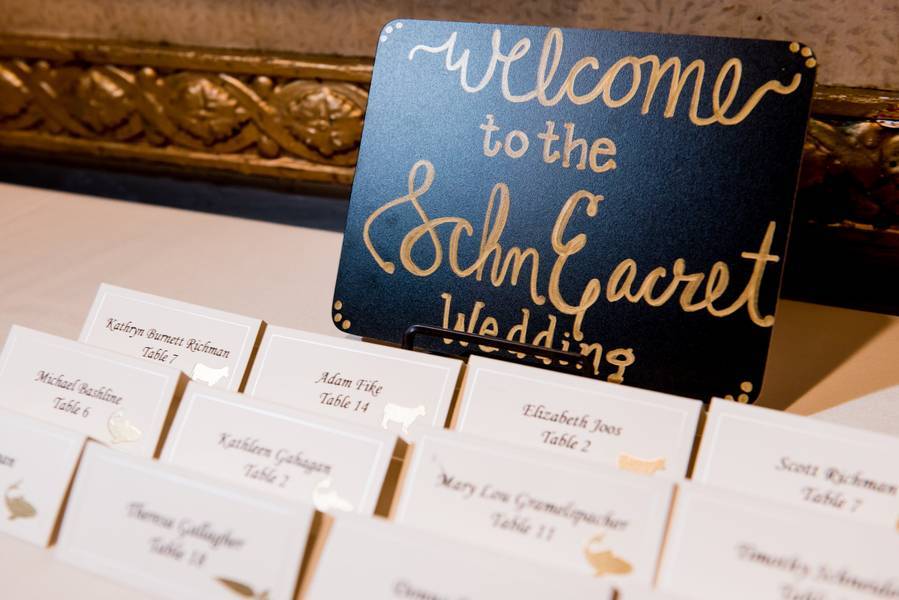 Welcome
to the
SchnEacret
Wedding
Kathryn Burnett Richman
Table 7
Adam Fike
Table 14
Elizabeth Joos
Table 2
Scott Richman
Table 7
Michael Bashline
Table 6
Kathleen Gahagan
Table 2
Mary Lou Gramelspacher
Table 11
Theresa Gallagher
Table 18
Timothy Schneider